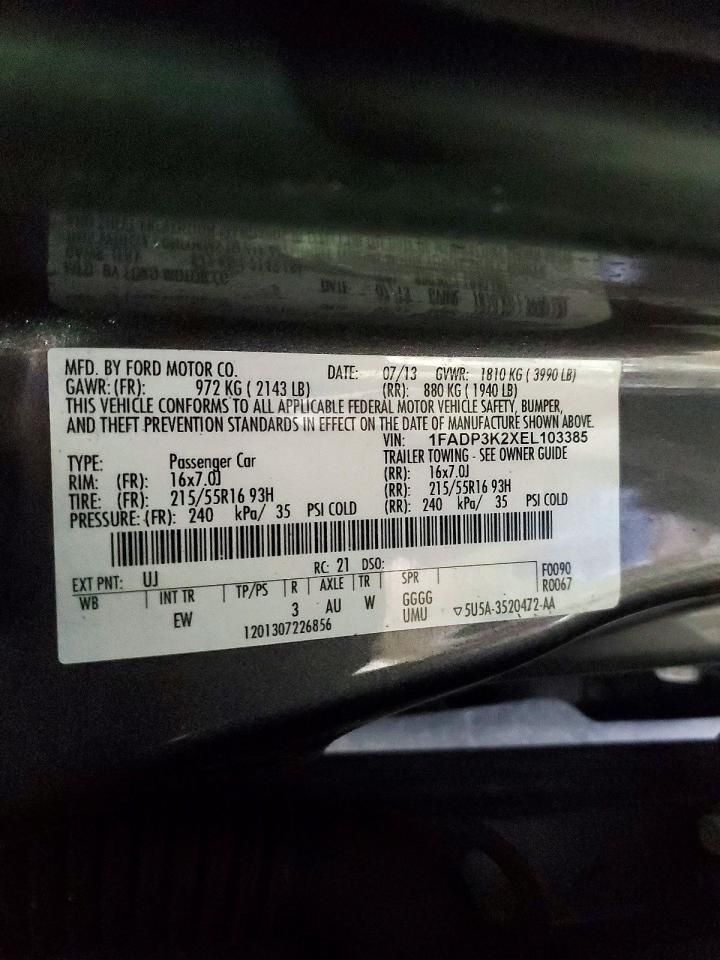 MFD. BY FORD MOTOR CO. DATE: 07/13 GVWR: 1810 KG ( 3990 LB)
GAWR:(FR): 972 KG ( 2143 LB) (RR): 880 KG ( 1940 LB)
THIS VEHICLE CONFORMS TO ALL APPLICABLE FEDERAL MOTOR VEHICLE SAFETY, BUMPER,
AND THEFT PREVENTION STANDARDS IN EFFECT ON THE DATE OF MANUFACTURE SHOWN ABOVE.
VIN: 1FADP3K2XEL103385
TYPE: Passenger Car TRAILER TOWING - SEE OWNER GUIDE
RIM: (FR): 16x7.0J (RR): 16x7.0J
TIRE: (FR): 215/55R16 93H (RR): 215/55R16 93H
PRESSURE: (FR): 240 kPa/ 35 PSI COLD (RR): 240 kPa/ 35 PSI COLD
EXT PNT: UJ RC: 21 DSO: F0090
R0067
WB | INT TR | TP/PS | R | AXLE | TR | SPR |
EW 3 AU W GGGG
UMU ▽5U5A-3520472-AA
1201307226856